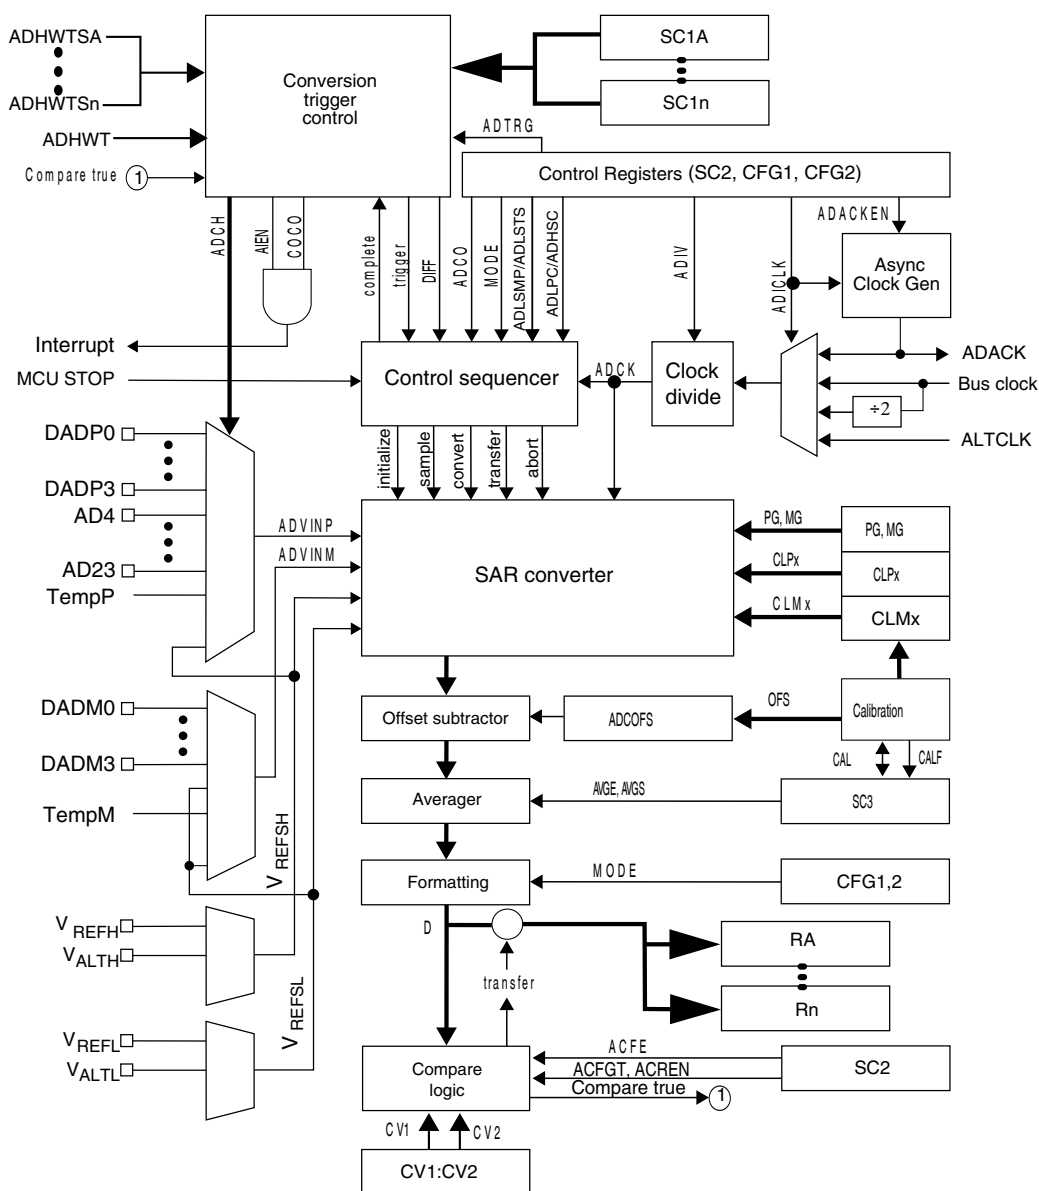 ADHWTSA
ADHWTSn
ADHWT
Compare true 1
Conversion
trigger
control
SC1A
SC1n
ADTRG
Control Registers (SC2, CFG1, CFG2)
ADACKEN
Async
Clock Gen
ADCH
AIEN
COCO
complete
trigger
DIFF
ADCO
MODE
ADLSMP/ADLSTS
ADLPC/ADHSC
ADIV
ADICLK
Interrupt
MCU STOP
Control sequencer
ADCK
Clock
divide
ADACK
Bus clock
÷2
ALTCLK
initialize
sample
convert
transfer
abort
DADP0
DADP3
AD4
AD23
TempP
ADVINP
ADVINM
SAR converter
PG, MG
PG, MG
CLPx
CLPx
CLMx
CLMx
DADM0
DADM3
TempM
Offset subtractor
ADCOFS
OFS
Calibration
CAL
CALF
Averager
AVGE, AVGS
SC3
Formatting
MODE
CFG1,2
VREFSH
VREFH
VALTH
D
RA
Rn
transfer
VREFSL
VREFL
VALTL
Compare
logic
ACFE
ACFGT, ACREN
Compare true 1
SC2
CV1
CV2
CV1:CV2